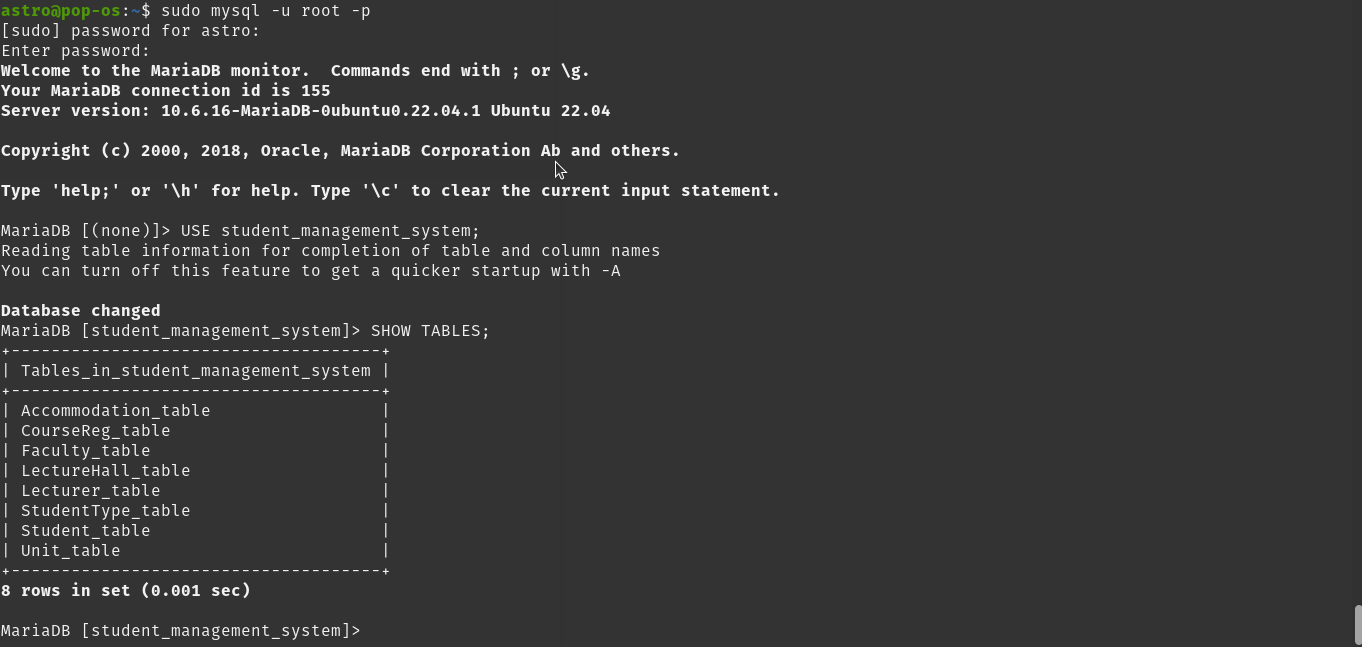 astro@pop-os:~$ sudo mysql -u root -p
[sudo] password for astro:
Enter password:
Welcome to the MariaDB monitor.  Commands end with ; or \g.
Your MariaDB connection id is 155
Server version: 10.6.16-MariaDB-0ubuntu0.22.04.1 Ubuntu 22.04

Copyright (c) 2000, 2018, Oracle, MariaDB Corporation Ab and others.

Type 'help;' or '\h' for help. Type '\c' to clear the current input statement.

MariaDB [(none)]> USE student_management_system;
Reading table information for completion of table and column names
You can turn off this feature to get a quicker startup with -A

Database changed
MariaDB [student_management_system]> SHOW TABLES;
+-------------------------------------+
| Tables_in_student_management_system |
+-------------------------------------+
| Accommodation_table                 |
| CourseReg_table                     |
| Faculty_table                       |
| LectureHall_table                   |
| Lecturer_table                      |
| StudentType_table                   |
| Student_table                       |
| Unit_table                          |
+-------------------------------------+
8 rows in set (0.001 sec)

MariaDB [student_management_system]>